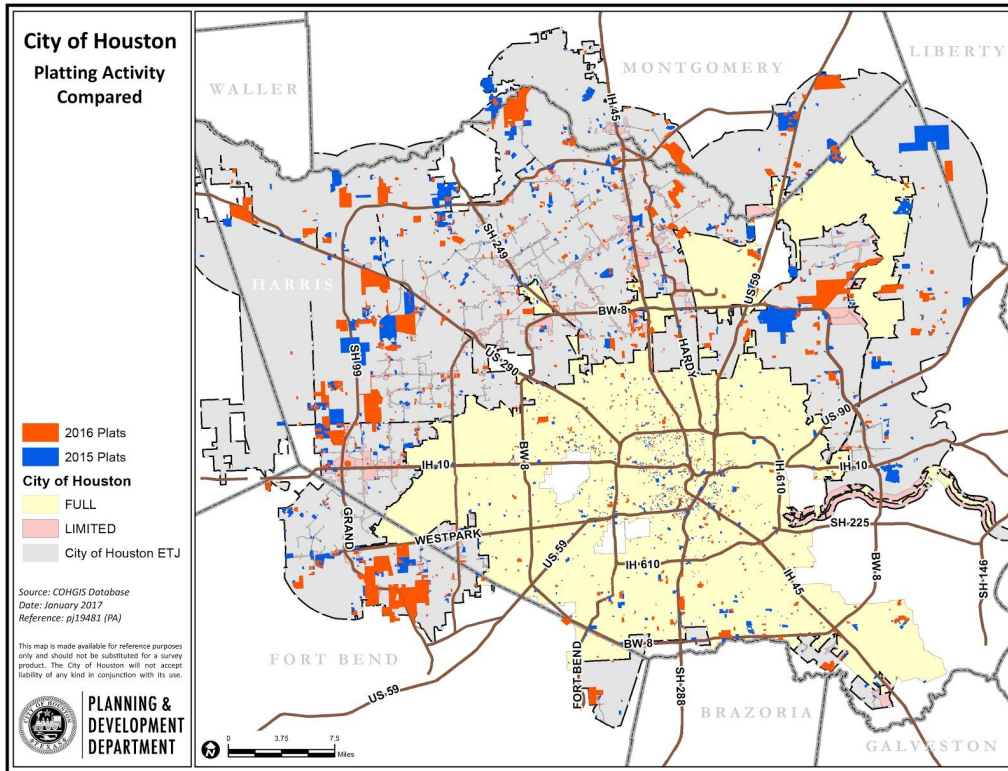 City of Houston
Platting Activity
Compared
2016 Plats
2015 Plats
City of Houston
FULL
LIMITED
City of Houston ETJ
Source: COHGIS Database
Date: January 2017
Reference: pj19481 (PA)
This map is made available for reference purposes
only and should not be substituted for a survey
product. The City of Houston will not accept
liability of any kind in conjunction with its use.
CITY OF HOUSTON
TEXAS
PLANNING &
DEVELOPMENT
DEPARTMENT
WALLER
MONTGOMERY
LIBERTY
IH 45
SH 249
US 59
HARRIS
BW 8
SH 99
US 290
HARDY
US 90
BW 8
IH 10
IH 610
IH 10
GRAND
WESTPARK
SH 225
US 59
IH 610
IH 45
BW 8
SH 146
FORT BEND
BW 8
FORT BEND
SH 288
US 59
BRAZORIA
GALVESTON
0 3.75 7.5
Miles